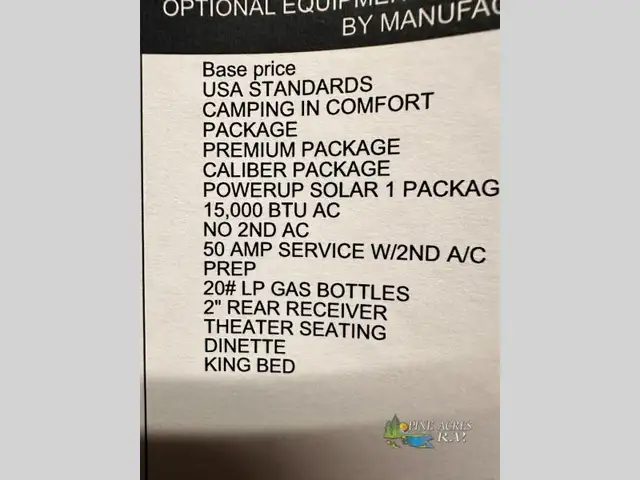 OPTIONAL EQUIPMEN
BY MANUFAC
Base price
USA STANDARDS
CAMPING IN COMFORT
PACKAGE
PREMIUM PACKAGE
CALIBER PACKAGE
POWERUP SOLAR 1 PACKAG
15,000 BTU AC
NO 2ND AC
50 AMP SERVICE W/2ND A/C
PREP
20# LP GAS BOTTLES
2" REAR RECEIVER
THEATER SEATING
DINETTE
KING BED
PINE ACRES
R.V.